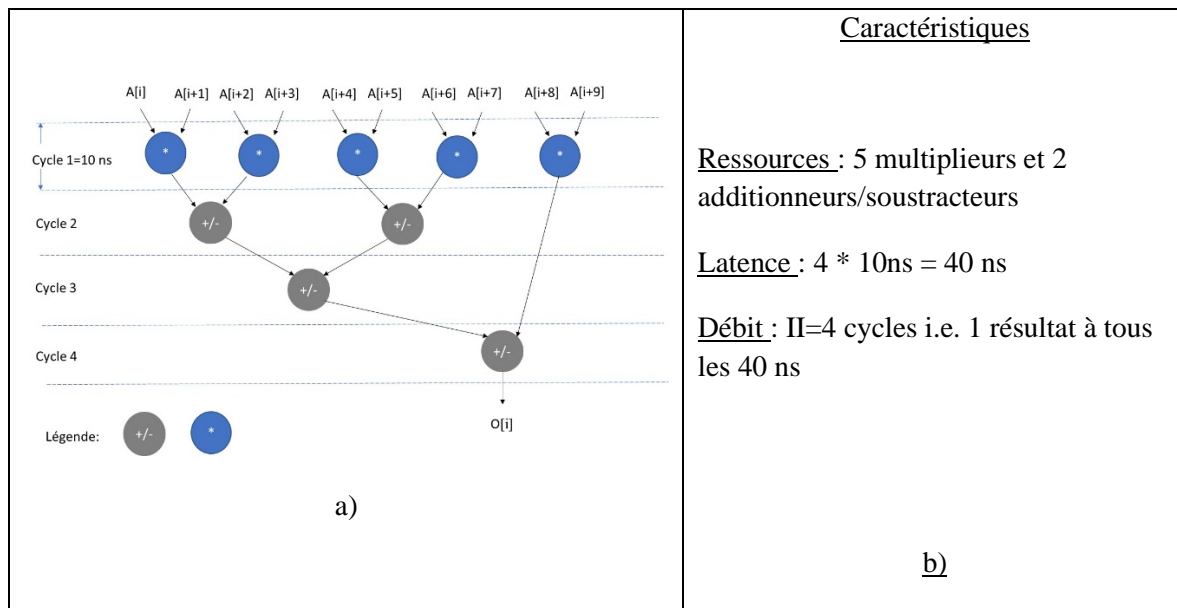 A[i] A[i+1] A[i+2] A[i+3] A[i+4] A[i+5] A[i+6] A[i+7] A[i+8] A[i+9]
Cycle 1=10 ns * * * * *
Cycle 2 +/- +/-
Cycle 3 +/-
Cycle 4 +/-
O[i]
Légende: +/- *
a)
Caractéristiques
Ressources : 5 multiplieurs et 2
additionneurs/soustracteurs
Latence : 4 * 10ns = 40 ns
Débit : II=4 cycles i.e. 1 résultat à tous
les 40 ns
b)